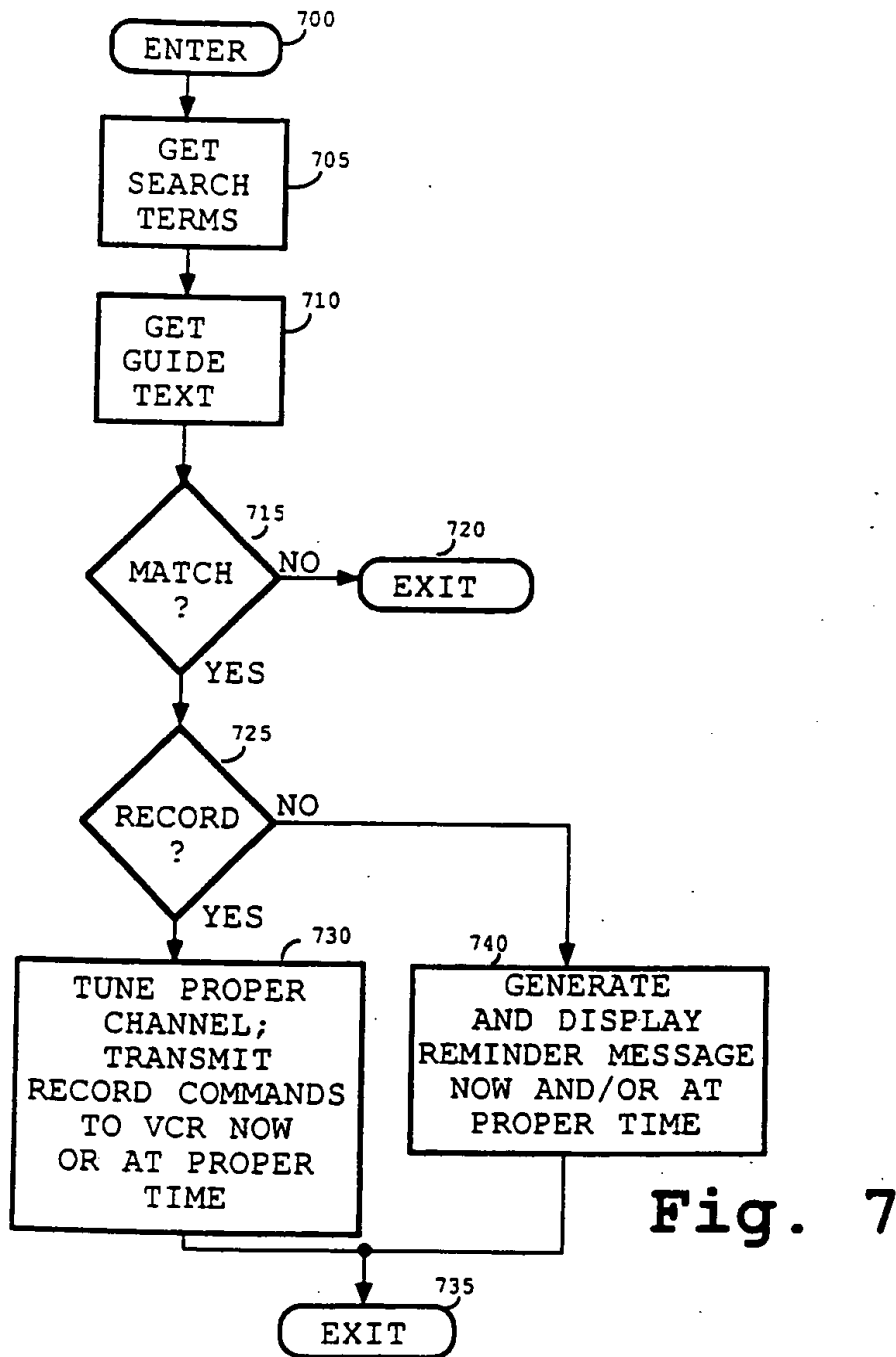 700
ENTER
GET
SEARCH
TERMS
705
GET
GUIDE
TEXT
710
MATCH
?
715
NO
720
EXIT
YES
RECORD
?
725
NO
YES
730
TUNE PROPER
CHANNEL;
TRANSMIT
RECORD COMMANDS
TO VCR NOW
OR AT PROPER
TIME
740
GENERATE
AND DISPLAY
REMINDER MESSAGE
NOW AND/OR AT
PROPER TIME
Fig. 7
735
EXIT